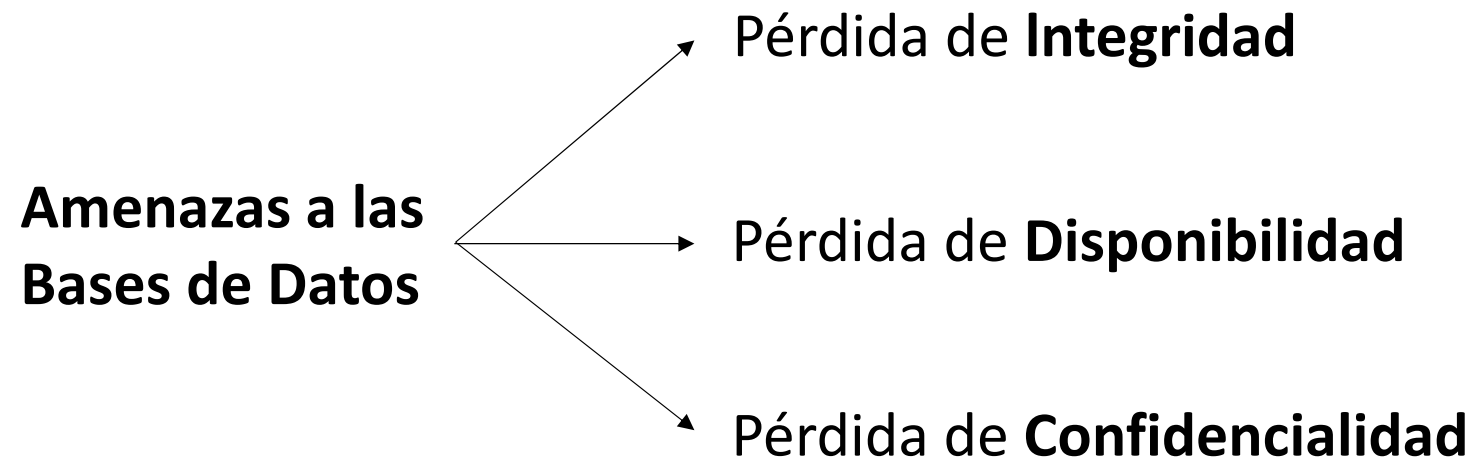 Pérdida de Integridad
Amenazas a las
Bases de Datos
Pérdida de Disponibilidad
Pérdida de Confidencialidad